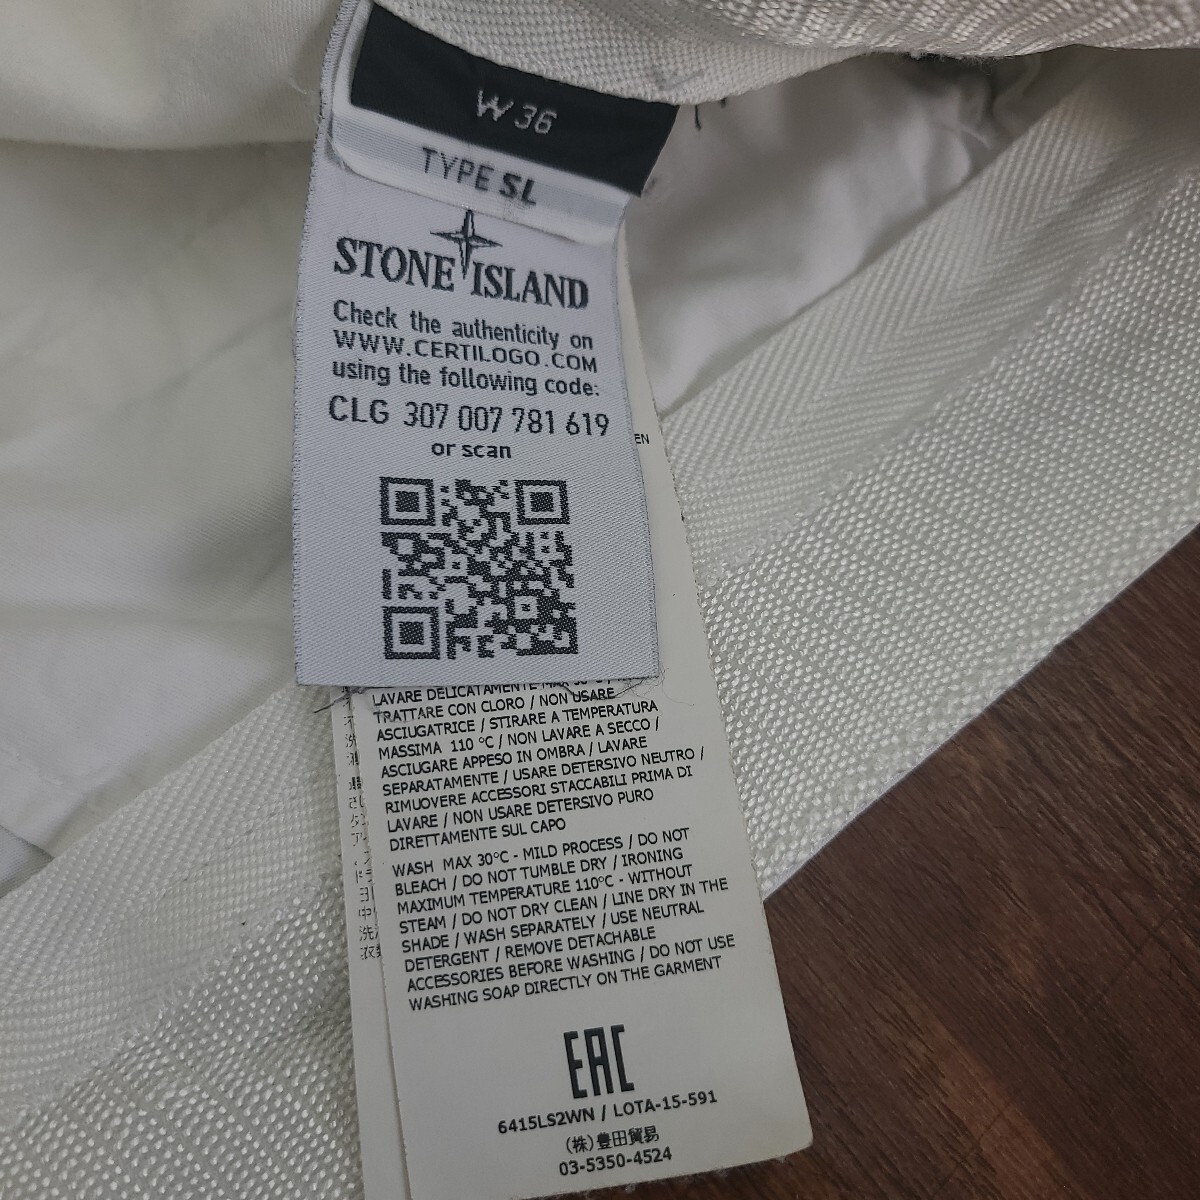 W 36
TYPE SL
STONE ISLAND
Check the authenticity on
WWW.CERTILOGO.COM
using the following code:
CLG 307 007 781 619
or scan
EN
LAVARE DELICATAMENTE MAX 30°C /
TRATTARE CON CLORO / NON USARE
ASCIUGATRICE / STIRARE A TEMPERATURA
MASSIMA 110 °C / NON LAVARE A SECCO /
ASCIUGARE APPESO IN OMBRA / LAVARE
SEPARATAMENTE / USARE DETERSIVO NEUTRO /
RIMUOVERE ACCESSORI STACCABILI PRIMA DI
LAVARE / NON USARE DETERSIVO PURO
DIRETTAMENTE SUL CAPO
WASH MAX 30°C - MILD PROCESS / DO NOT
BLEACH / DO NOT TUMBLE DRY / IRONING
MAXIMUM TEMPERATURE 110°C - WITHOUT
STEAM / DO NOT DRY CLEAN / LINE DRY IN THE
SHADE / WASH SEPARATELY / USE NEUTRAL
DETERGENT / REMOVE DETACHABLE
ACCESSORIES BEFORE WASHING / DO NOT USE
WASHING SOAP DIRECTLY ON THE GARMENT
EAC
6415LS2WN / LOTA-15-591
(株)豊田貿易
03-5350-4524